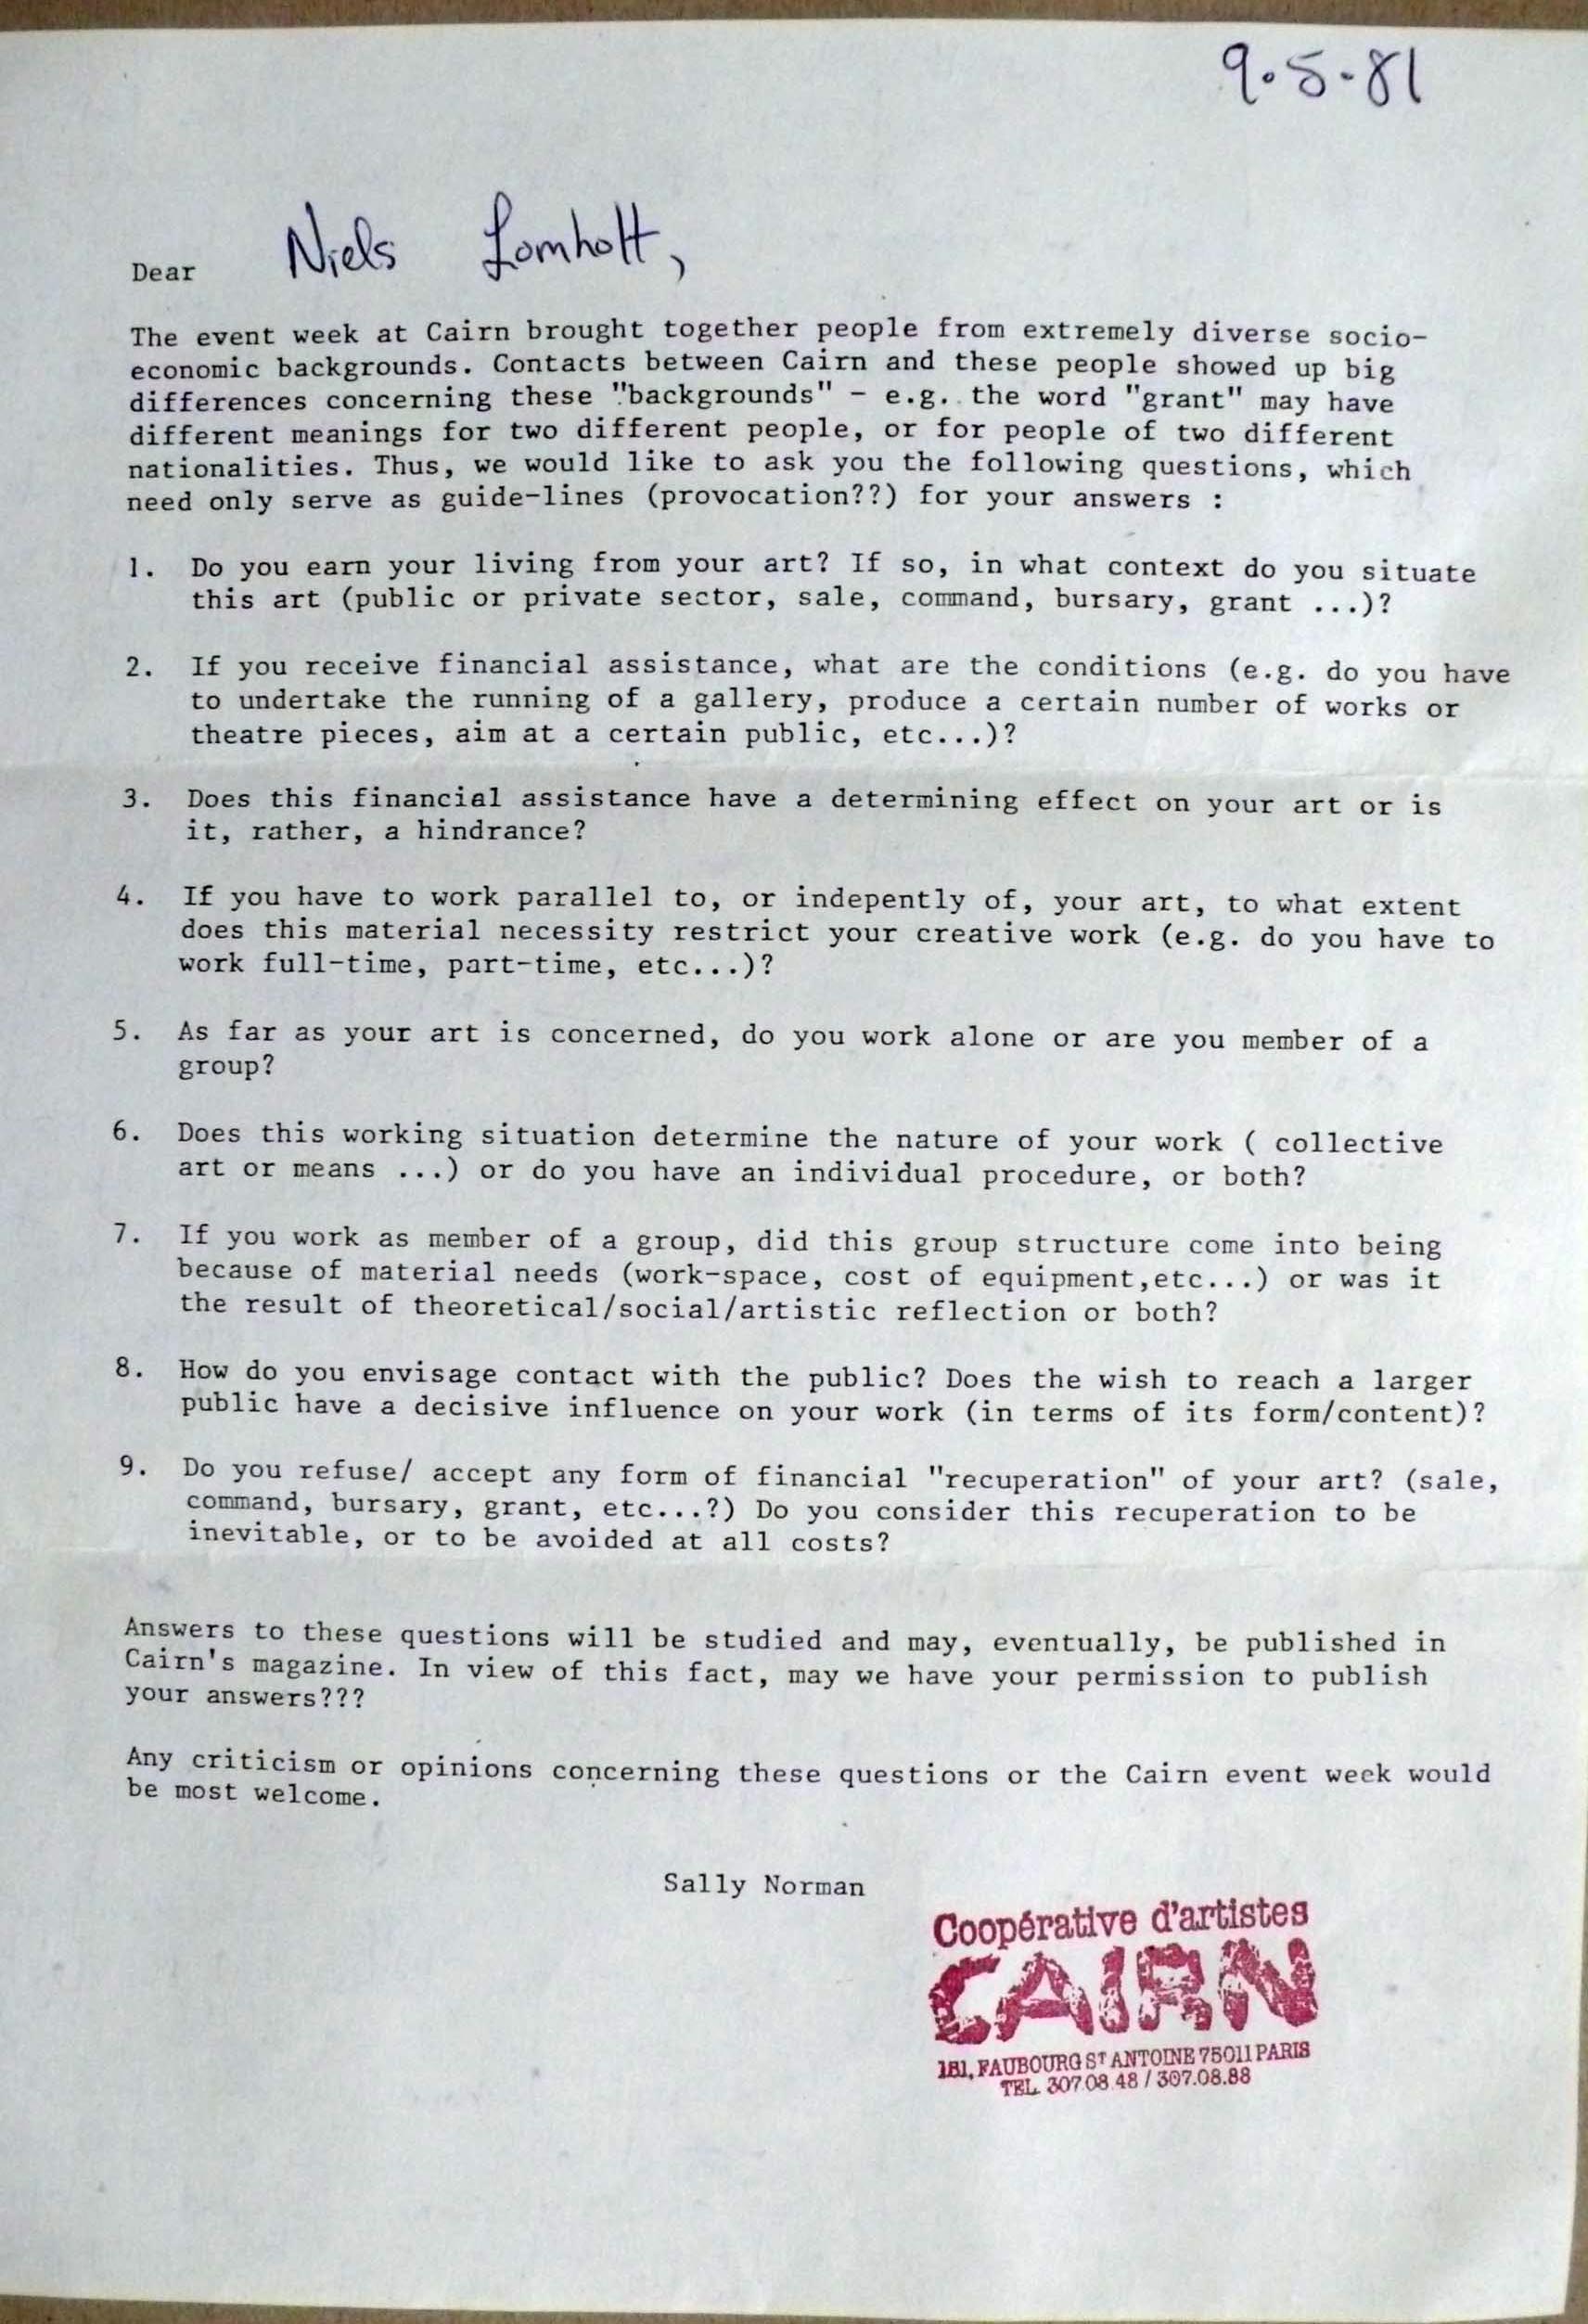 9.5.81
Dear Niels Lomholt,
The event week at Cairn brought together people from extremely diverse socio-
economic backgrounds. Contacts between Cairn and these people showed up big
differences concerning these "backgrounds" - e.g. the word "grant" may have
different meanings for two different people, or for people of two different
nationalities. Thus, we would like to ask you the following questions, which
need only serve as guide-lines (provocation??) for your answers :
1. Do you earn your living from your art? If so, in what context do you situate
this art (public or private sector, sale, command, bursary, grant ...)?
2. If you receive financial assistance, what are the conditions (e.g. do you have
to undertake the running of a gallery, produce a certain number of works or
theatre pieces, aim at a certain public, etc...)?
3. Does this financial assistance have a determining effect on your art or is
it, rather, a hindrance?
4. If you have to work parallel to, or indepently of, your art, to what extent
does this material necessity restrict your creative work (e.g. do you have to
work full-time, part-time, etc...)?
5. As far as your art is concerned, do you work alone or are you member of a
group?
6. Does this working situation determine the nature of your work ( collective
art or means ...) or do you have an individual procedure, or both?
7. If you work as member of a group, did this group structure come into being
because of material needs (work-space, cost of equipment,etc...) or was it
the result of theoretical/social/artistic reflection or both?
8. How do you envisage contact with the public? Does the wish to reach a larger
public have a decisive influence on your work (in terms of its form/content)?
9. Do you refuse/ accept any form of financial "recuperation" of your art? (sale,
command, bursary, grant, etc...?) Do you consider this recuperation to be
inevitable, or to be avoided at all costs?
Answers to these questions will be studied and may, eventually, be published in
Cairn's magazine. In view of this fact, may we have your permission to publish
your answers???
Any criticism or opinions concerning these questions or the Cairn event week would
be most welcome.
Sally Norman
Coopérative d'artistes
CAIRN
181, FAUBOURG ST ANTOINE 75011 PARIS
TEL. 307.08.48 / 307.08.88